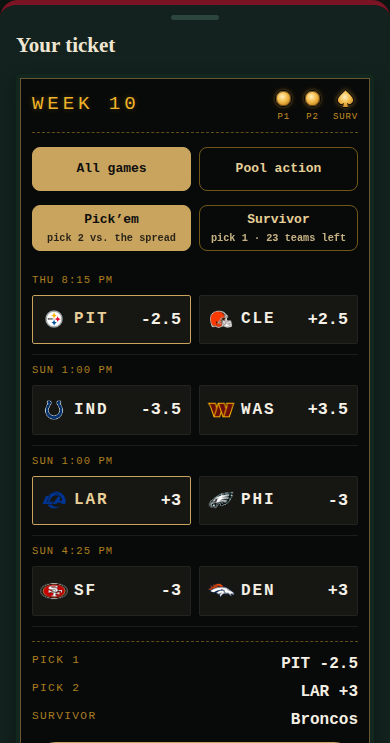 Your ticket
WEEK 10
P1 P2 SURV
All games Pool action
Pick’em Survivor
pick 2 vs. the spread pick 1 · 23 teams left
THU 8:15 PM
PIT -2.5 CLE +2.5
SUN 1:00 PM
IND -3.5 WAS +3.5
SUN 1:00 PM
LAR +3 PHI -3
SUN 4:25 PM
SF -3 DEN +3
PICK 1 PIT -2.5
PICK 2 LAR +3
SURVIVOR Broncos